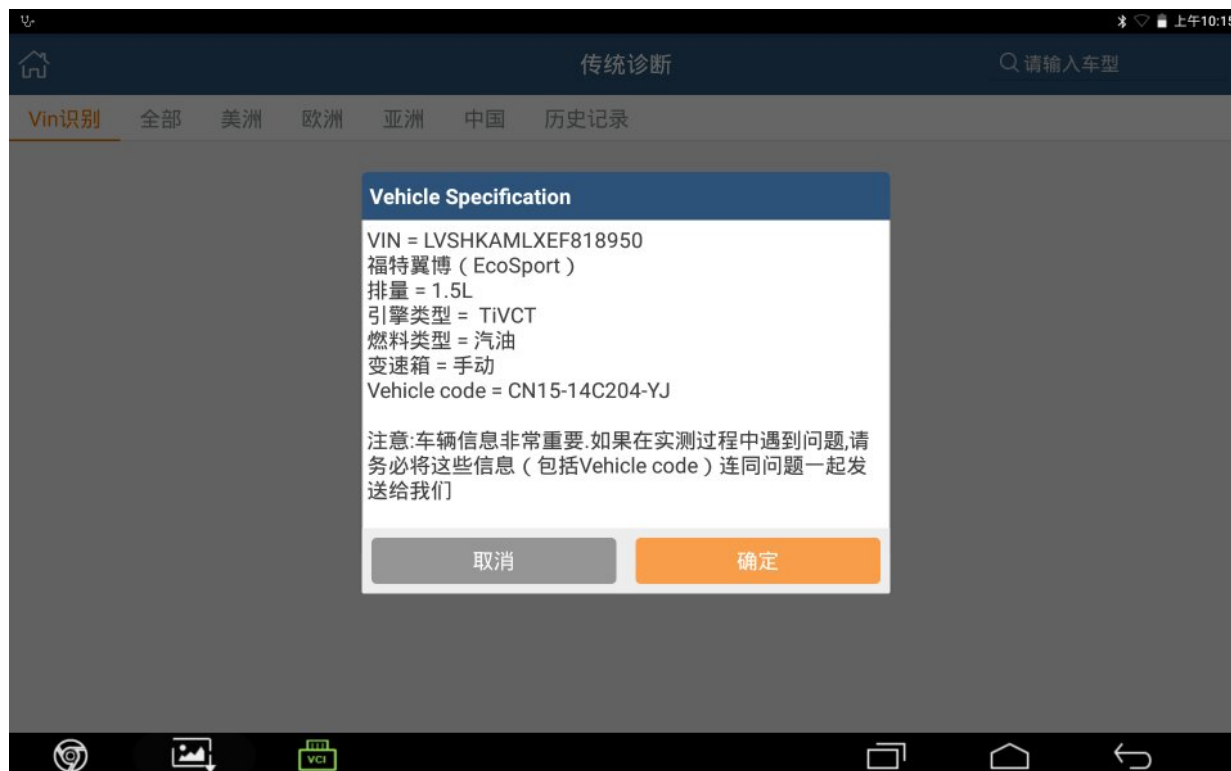 上午10:15
传统诊断
请输入车型
Vin识别 全部 美洲 欧洲 亚洲 中国 历史记录
Vehicle Specification
VIN = LVSHKAMLXEF818950
福特翼博（EcoSport）
排量 = 1.5L
引擎类型 = TiVCT
燃料类型 = 汽油
变速箱 = 手动
Vehicle code = CN15-14C204-YJ
注意:车辆信息非常重要.如果在实测过程中遇到问题,请
务必将这些信息（包括Vehicle code）连同问题一起发
送给我们
取消 确定
VCI